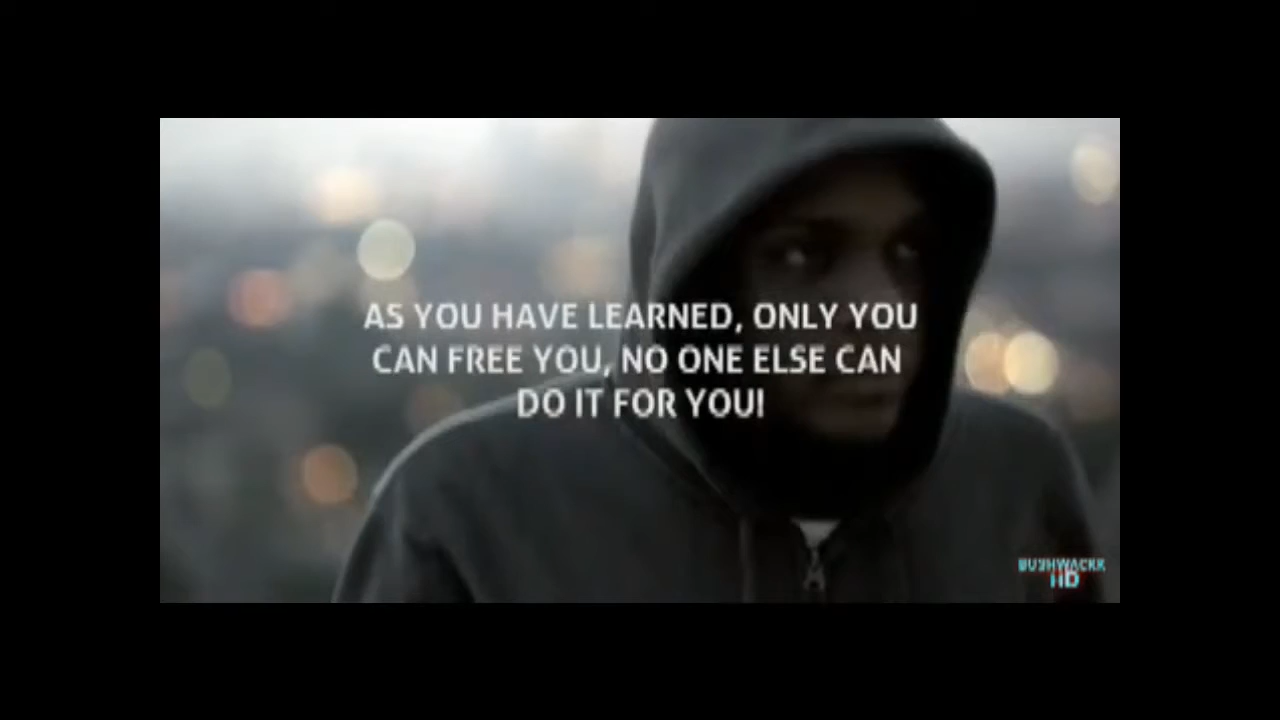 AS YOU HAVE LEARNED, ONLY YOU
CAN FREE YOU, NO ONE ELSE CAN
DO IT FOR YOU!
BUSHWACKK
HD